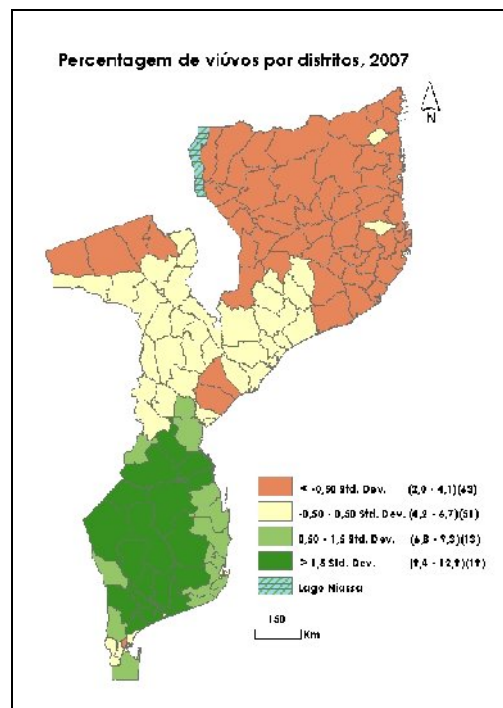 Percentagem de viúvos por distritos, 2007
N
< -0,50 Std. Dev. (2,0 - 4,1)(63)
-0,50 - 0,50 Std. Dev. (4,2 - 6,7)(51)
0,50 - 1,5 Std. Dev. (6,8 - 9,3)(13)
> 1,5 Std. Dev. (9,4 - 12,9)(19)
Lago Niassa
150
Km